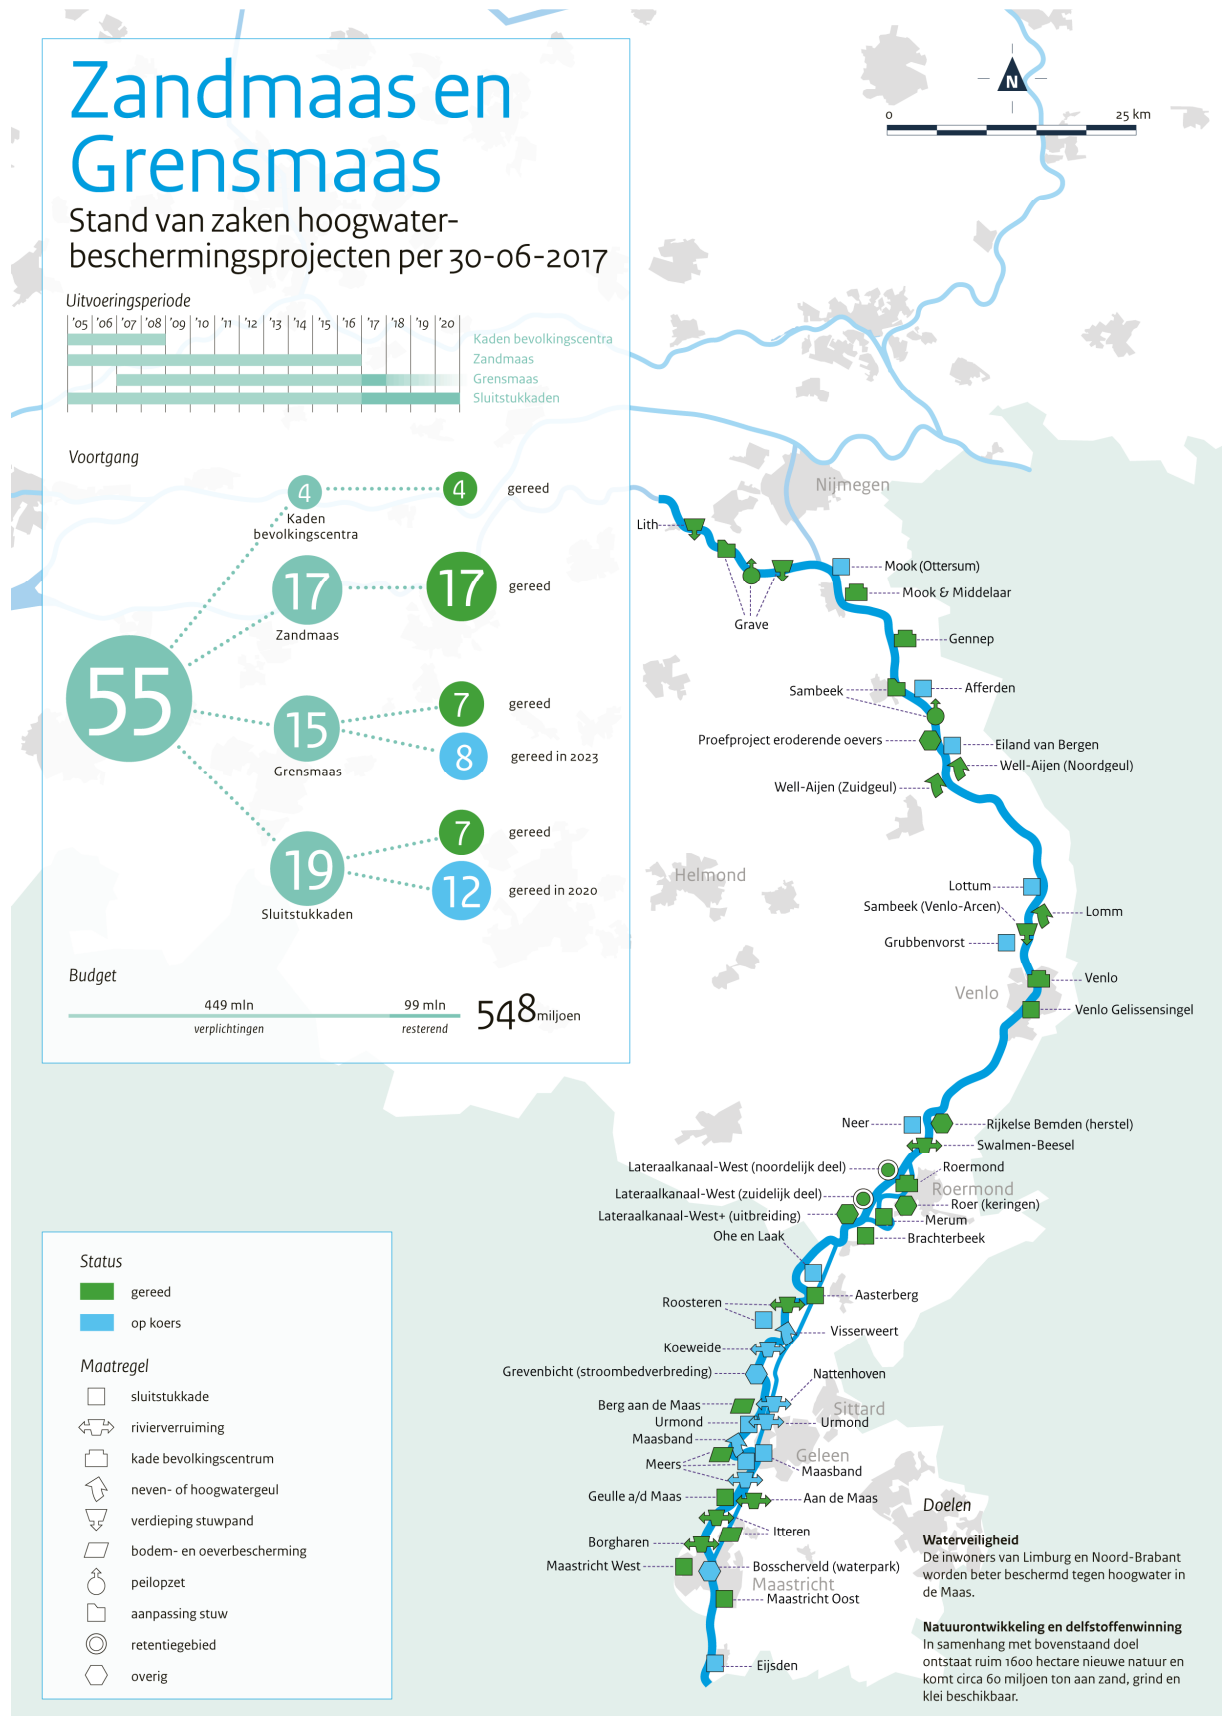 Zandmaas en
Grensmaas
Stand van zaken hoogwater-
beschermingsprojecten per 30-06-2017
Uitvoeringsperiode
'05 '06 '07 '08 '09 '10 '11 '12 '13 '14 '15 '16 '17 '18 '19 '20
Kaden bevolkingscentra
Zandmaas
Grensmaas
Sluitstukkaden
Voortgang
55
4
Kaden
bevolkingscentra
4
gereed
17
Zandmaas
17
gereed
15
Grensmaas
7
gereed
8
gereed in 2023
19
Sluitstukkaden
7
gereed
12
gereed in 2020
Budget
449 mln
verplichtingen
99 mln
resterend
548 miljoen
Status
gereed
op koers
Maatregel
sluitstukkade
rivierverruiming
kade bevolkingscentrum
neven- of hoogwatergeul
verdieping stuwpand
bodem- en oeverbescherming
peilopzet
aanpassing stuw
retentiegebied
overig
N
0
25 km
Nijmegen
Lith
Grave
Mook (Ottersum)
Mook & Middelaar
Gennep
Sambeek
Afferden
Proefproject eroderende oevers
Eiland van Bergen
Well-Aijen (Noordgeul)
Well-Aijen (Zuidgeul)
Helmond
Lottum
Sambeek (Venlo-Arcen)
Lomm
Grubbenvorst
Venlo
Venlo
Venlo Gelissensingel
Neer
Rijkelse Bemden (herstel)
Swalmen-Beesel
Lateraalkanaal-West (noordelijk deel)
Roermond
Roermond
Lateraalkanaal-West (zuidelijk deel)
Roer (keringen)
Lateraalkanaal-West+ (uitbreiding)
Merum
Ohe en Laak
Brachterbeek
Aasterberg
Roosteren
Visserweert
Koeweide
Grevenbicht (stroombedverbreding)
Nattenhoven
Berg aan de Maas
Sittard
Urmond
Urmond
Maasband
Geleen
Meers
Maasband
Geulle a/d Maas
Aan de Maas
Itteren
Borgharen
Maastricht West
Bosscherveld (waterpark)
Maastricht
Maastricht Oost
Eijsden
Doelen
Waterveiligheid
De inwoners van Limburg en Noord-Brabant
worden beter beschermd tegen hoogwater in
de Maas.
Natuurontwikkeling en delfstoffenwinning
In samenhang met bovenstaand doel
ontstaat ruim 1600 hectare nieuwe natuur en
komt circa 60 miljoen ton aan zand, grind en
klei beschikbaar.